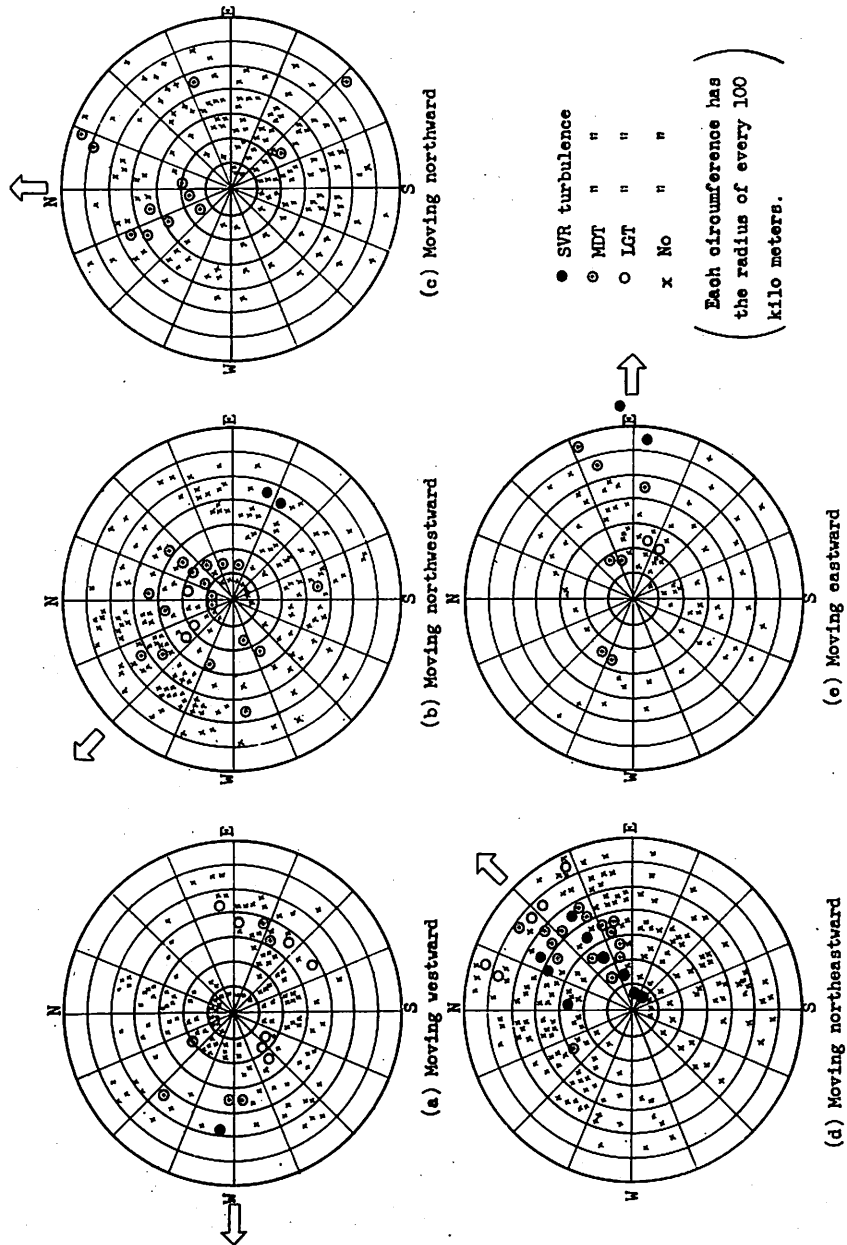 N
W
E
S
(a) Moving westward
N
W
E
S
(b) Moving northwestward
N
W
E
S
(c) Moving northward
N
W
E
S
(d) Moving northeastward
N
W
E
S
(e) Moving eastward
● SVR turbulence
⊙ MDT " "
○ LGT " "
x No " "
( Each circumference has
the radius of every 100
kilo meters. )